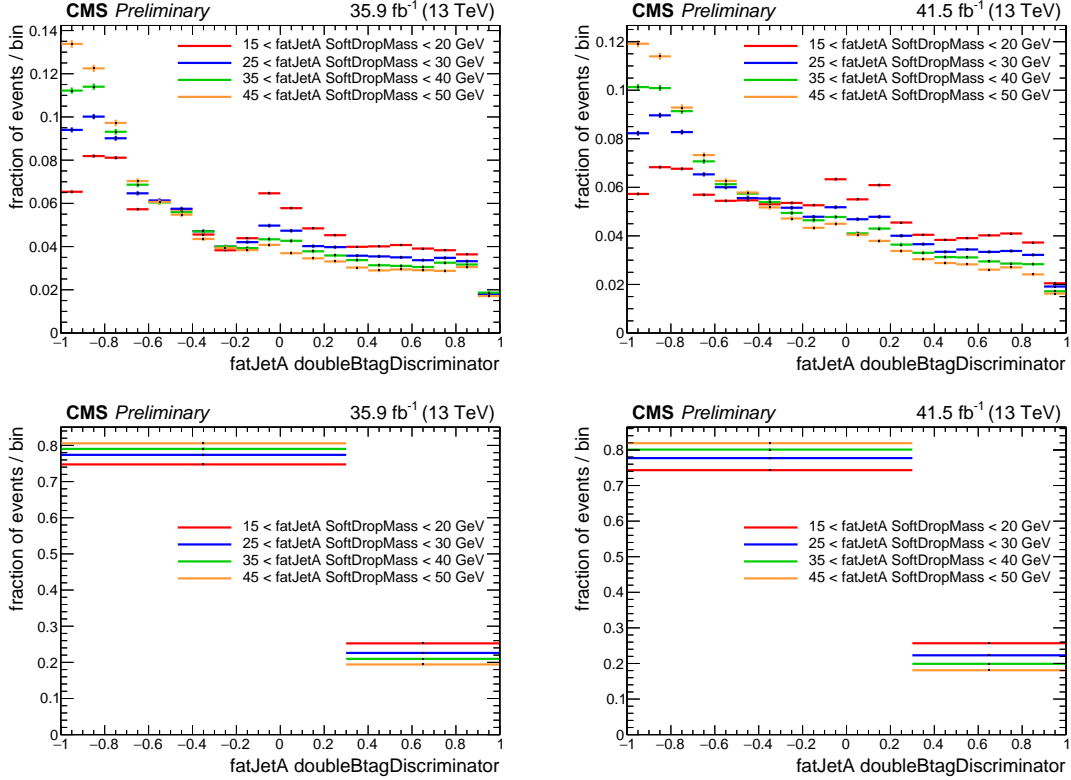 CMS Preliminary 35.9 fb⁻¹ (13 TeV)
fraction of events / bin
0.14
0.12
0.1
0.08
0.06
0.04
0.02
0
15 < fatJetA SoftDropMass < 20 GeV
25 < fatJetA SoftDropMass < 30 GeV
35 < fatJetA SoftDropMass < 40 GeV
45 < fatJetA SoftDropMass < 50 GeV
−1 −0.8 −0.6 −0.4 −0.2 0 0.2 0.4 0.6 0.8 1
fatJetA doubleBtagDiscriminator
CMS Preliminary 41.5 fb⁻¹ (13 TeV)
fraction of events / bin
0.12
0.1
0.08
0.06
0.04
0.02
0
15 < fatJetA SoftDropMass < 20 GeV
25 < fatJetA SoftDropMass < 30 GeV
35 < fatJetA SoftDropMass < 40 GeV
45 < fatJetA SoftDropMass < 50 GeV
−1 −0.8 −0.6 −0.4 −0.2 0 0.2 0.4 0.6 0.8 1
fatJetA doubleBtagDiscriminator
CMS Preliminary 35.9 fb⁻¹ (13 TeV)
fraction of events / bin
0.8
0.7
0.6
0.5
0.4
0.3
0.2
0.1
0
15 < fatJetA SoftDropMass < 20 GeV
25 < fatJetA SoftDropMass < 30 GeV
35 < fatJetA SoftDropMass < 40 GeV
45 < fatJetA SoftDropMass < 50 GeV
−1 −0.8 −0.6 −0.4 −0.2 0 0.2 0.4 0.6 0.8 1
fatJetA doubleBtagDiscriminator
CMS Preliminary 41.5 fb⁻¹ (13 TeV)
fraction of events / bin
0.8
0.6
0.4
0.2
0
15 < fatJetA SoftDropMass < 20 GeV
25 < fatJetA SoftDropMass < 30 GeV
35 < fatJetA SoftDropMass < 40 GeV
45 < fatJetA SoftDropMass < 50 GeV
−1 −0.8 −0.6 −0.4 −0.2 0 0.2 0.4 0.6 0.8 1
fatJetA doubleBtagDiscriminator